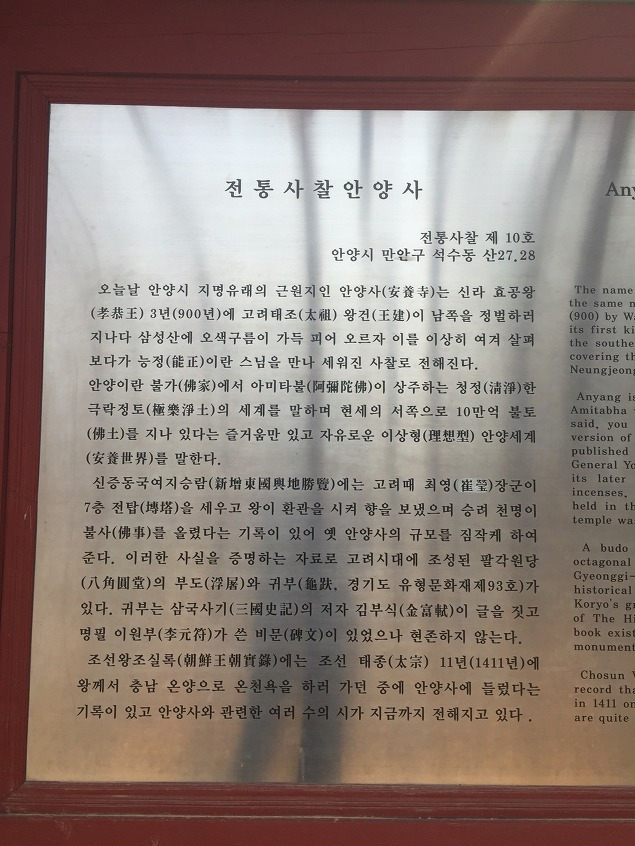 전통사찰안양사
전통사찰 제 10호
안양시 만안구 석수동 산27.28
오늘날 안양시 지명유래의 근원지인 안양사(安養寺)는 신라 효공왕
(孝恭王) 3년(900년)에 고려태조(太祖) 왕건(王建)이 남쪽을 정벌하러
지나다 삼성산에 오색구름이 가득 피어 오르자 이를 이상히 여겨 살펴
보다가 능정(能正)이란 스님을 만나 세워진 사찰로 전해진다.
안양이란 불가(佛家)에서 아미타불(阿彌陀佛)이 상주하는 청정(淸淨)한
극락정토(極樂淨土)의 세계를 말하며 현세의 서쪽으로 10만억 불토
(佛土)를 지나 있다는 즐거움만 있고 자유로운 이상형(理想型) 안양세계
(安養世界)를 말한다.
신증동국여지승람(新增東國輿地勝覽)에는 고려때 최영(崔瑩)장군이
7층 전탑(塼塔)을 세우고 왕이 환관을 시켜 향을 보냈으며 승려 천명이
불사(佛事)를 올렸다는 기록이 있어 옛 안양사의 규모를 짐작케 하여
준다. 이러한 사실을 증명하는 자료로 고려시대에 조성된 팔각원당
(八角圓堂)의 부도(浮屠)와 귀부(龜趺. 경기도 유형문화재제93호)가
있다. 귀부는 삼국사기(三國史記)의 저자 김부식(金富軾)이 글을 짓고
명필 이원부(李元符)가 쓴 비문(碑文)이 있었으나 현존하지 않는다.
조선왕조실록(朝鮮王朝實錄)에는 조선 태종(太宗) 11년(1411년)에
왕께서 충남 온양으로 온천욕을 하러 가던 중에 안양사에 들렀다는
기록이 있고 안양사와 관련한 여러 수의 시가 지금까지 전해지고 있다.
Any
The name
the same n
(900) by Wa
its first ki
the southe
covering th
Neungjeong
Anyang is
Amitabha
said, you
version of
published
General Yo
its later
incenses,
held in th
temple wa
A budo
octagonal
Gyeonggi-
historical
Koryo's g
of The Hi
book exist
monument
Chosun
record tha
in 1411 on
are quite